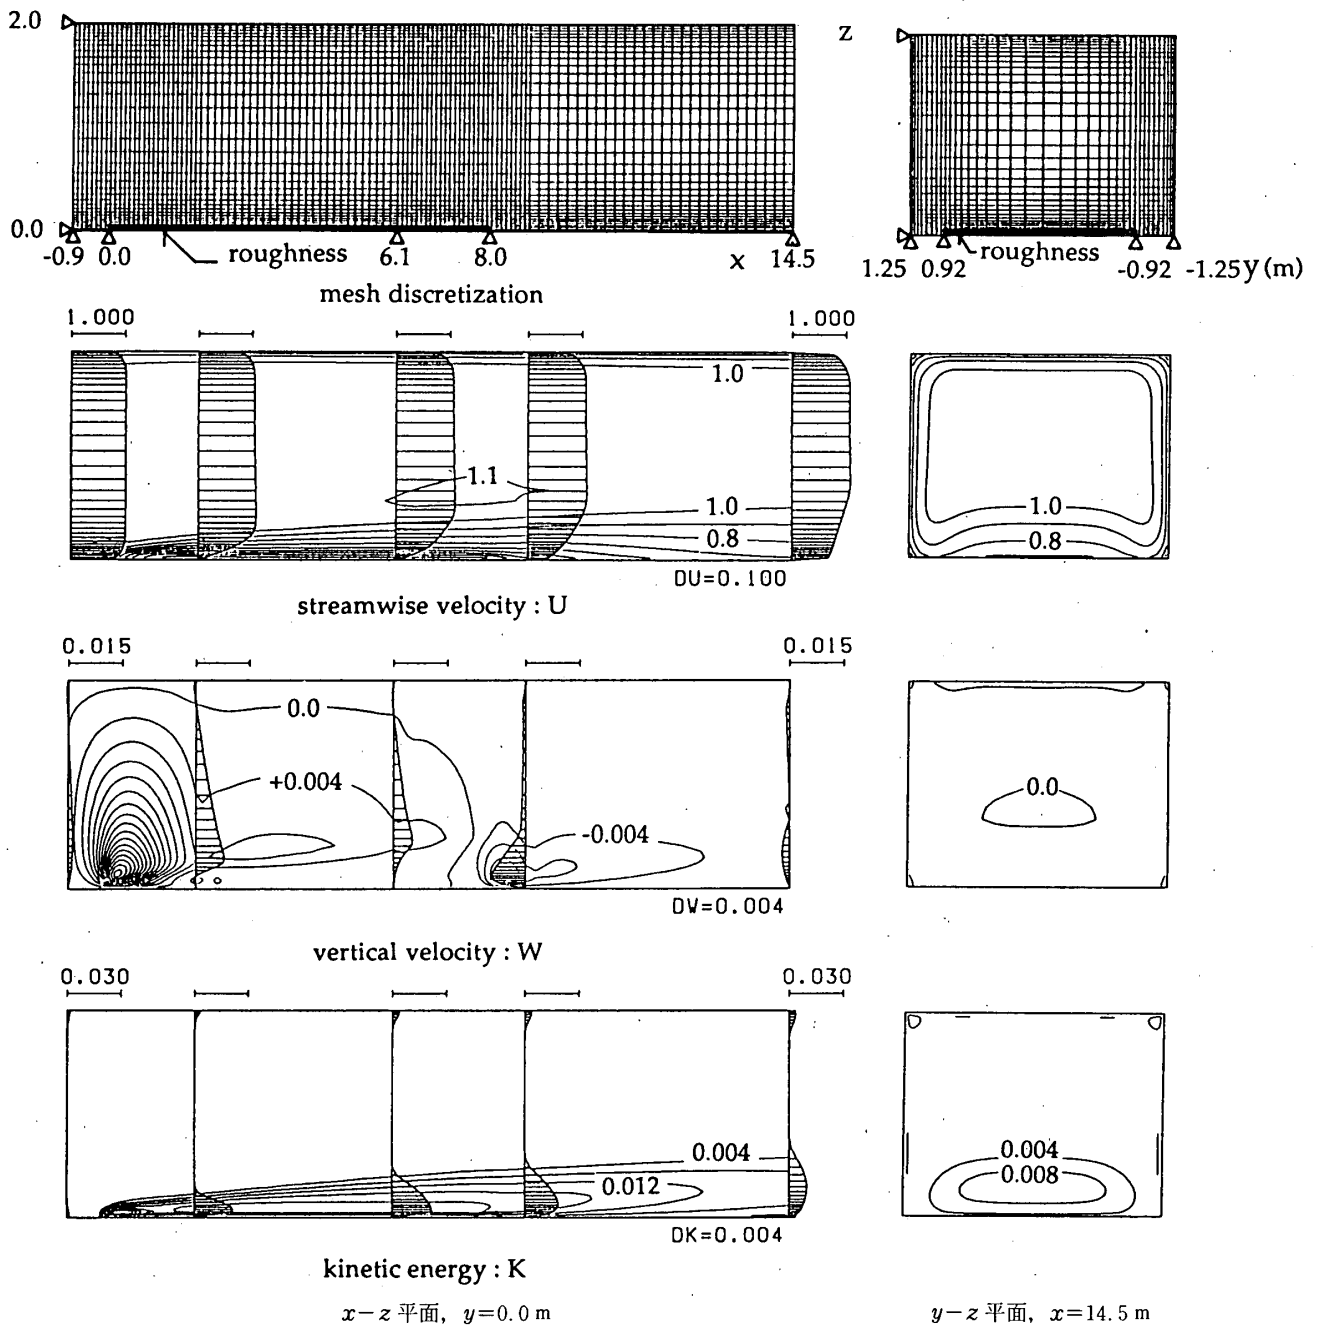 2.0
z
0.0
-0.9 0.0 roughness 6.1 8.0 x 14.5
roughness
1.25 0.92 -0.92 -1.25 y (m)
mesh discretization
1.000 1.000
1.0
1.1
1.0
0.8
1.0
0.8
DU=0.100
streamwise velocity : U
0.015 0.015
0.0
+0.004
-0.004
0.0
DW=0.004
vertical velocity : W
0.030 0.030
0.004
0.012
0.004
0.008
DK=0.004
kinetic energy : K
x-z 平面, y=0.0 m
y-z 平面, x=14.5 m